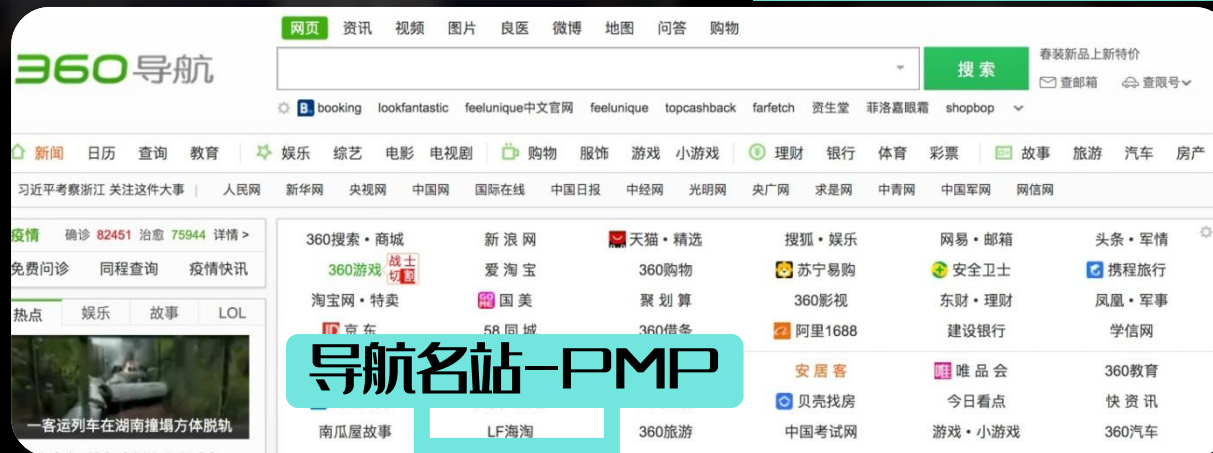 网页 资讯 视频 图片 良医 微博 地图 问答 购物
360导航
搜索
春装新品上新特价
查邮箱 查限号
B. booking lookfantastic feelunique中文官网 feelunique topcashback farfetch 资生堂 菲洛嘉眼霜 shopbop
新闻 日历 查询 教育 娱乐 综艺 电影 电视剧 购物 服饰 游戏 小游戏 理财 银行 体育 彩票 故事 旅游 汽车 房产
习近平考察浙江 关注这件大事 人民网 新华网 央视网 中国网 国际在线 中国日报 中经网 光明网 央广网 求是网 中青网 中国军网 网信网
疫情 确诊 82451 治愈 75944 详情 >
免费问诊 同程查询 疫情快讯
热点 娱乐 故事 LOL
一客运列车在湖南撞塌方体脱轨
360搜索・商城 新浪网 天猫・精选 搜狐・娱乐 网易・邮箱 头条・军情
360游戏 战士切割 爱淘宝 360购物 苏宁易购 安全卫士 携程旅行
淘宝网・特卖 GOME 国美 聚划算 360影视 东财・理财 凤凰・军事
JD 京东 58同城 360借条 阿里1688 建设银行 学信网
导航名站-PMP
安居客 唯 唯品会 360教育
贝壳找房 今日看点 快资讯
南瓜屋故事 LF海淘 360旅游 中国考试网 游戏・小游戏 360汽车